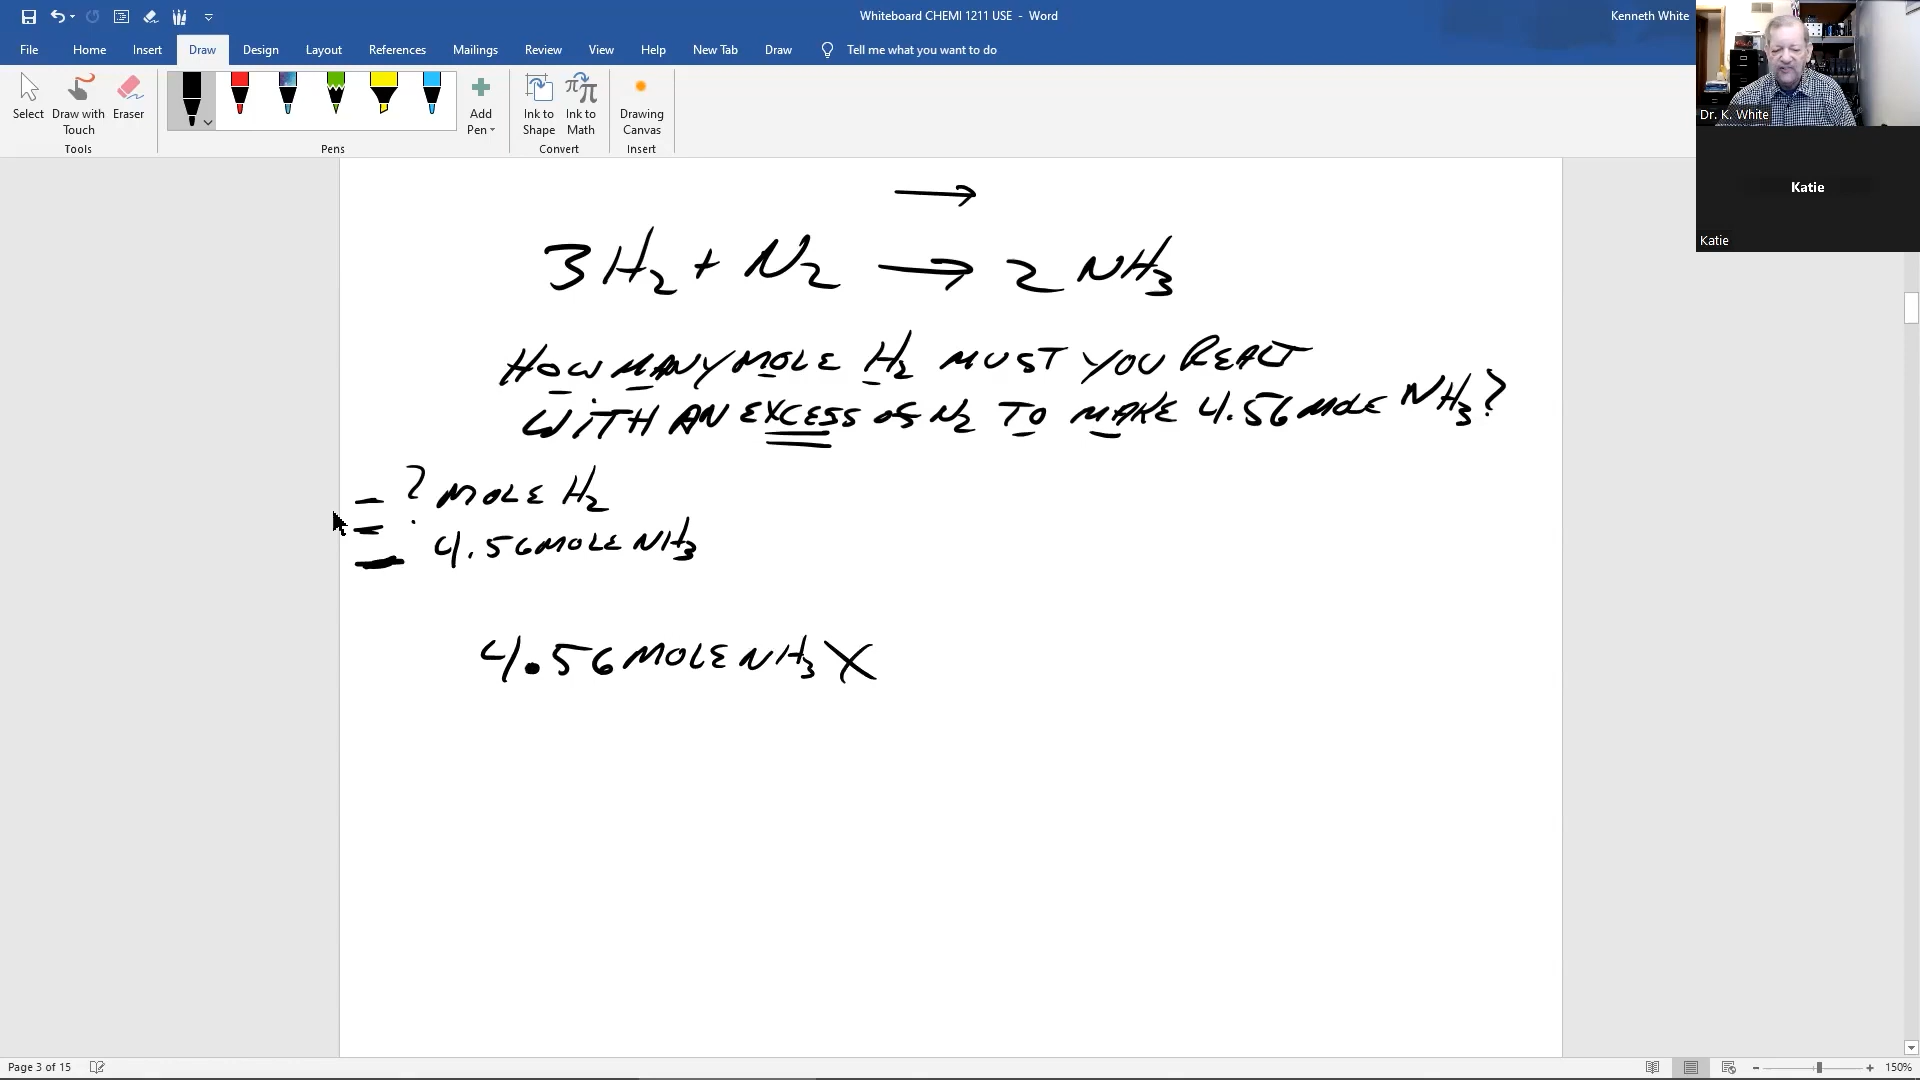 Whiteboard CHEMI 1211 USE - Word
Kenneth White
File Home Insert Draw Design Layout References Mailings Review View Help New Tab Draw Tell me what you want to do
Select
Draw with Touch
Eraser
Tools
Pens
Add Pen
Ink to Shape
Ink to Math
Convert
Drawing Canvas
Insert
Dr. K. White
Katie
Katie
→
3H₂ + N₂ → 2 NH₃
HOW MANY MOLE H₂ MUST YOU REACT
WITH AN EXCESS OF N₂ TO MAKE 4.56 MOLE NH₃?
? MOLE H₂
4.56 MOLE NH₃
4.56 MOLE NH₃ X
Page 3 of 15
150%